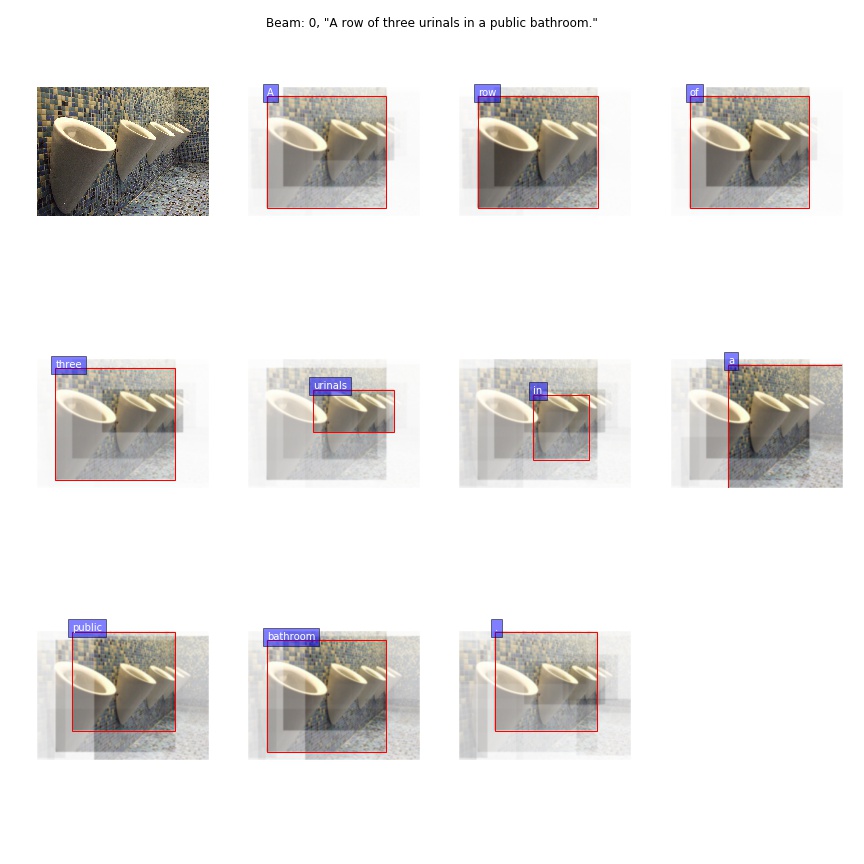 Beam: 0, "A row of three urinals in a public bathroom."
A
row
of
three
urinals
in
a
public
bathroom